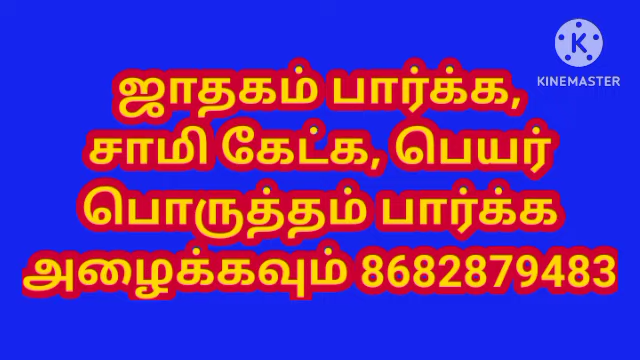 KINEMASTER
ஜாதகம் பார்க்க,
சாமி கேட்க, பெயர்
பொருத்தம் பார்க்க
அழைக்கவும் 8682879483